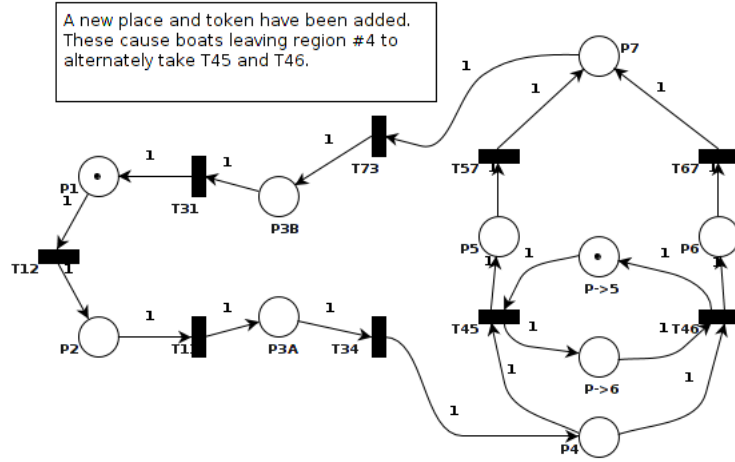 A new place and token have been added.
These cause boats leaving region #4 to
alternately take T45 and T46.
P7
1
1
1
1
T73
T57
1
T67
1
1
1
P1
1
T31
P3B
P5
1
P6
1
1
1
T12
1
P->5
1
1
1
T45
1
1
T46
P2
T13
P3A
T34
P->6
1
1
1
P4